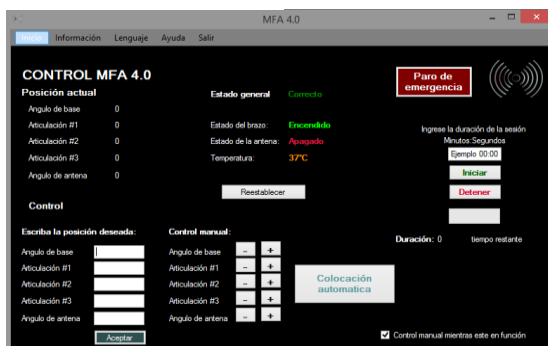 MFA 4.0
Inicio Información Lenguaje Ayuda Salir
CONTROL MFA 4.0
Posición actual
Angulo de base 0
Articulación #1 0
Articulación #2 0
Articulación #3 0
Angulo de antena 0
Estado general Correcto
Estado del brazo: Encendido
Estado de la antena: Apagado
Temperatura: 37°C
Reestablecer
Paro de
emergencia
Ingrese la duración de la sesión
Minutos:Segundos
Ejemplo 00:00
Iniciar
Detener
Duración: 0 tiempo restante
Control
Escriba la posición deseada:
Angulo de base
Articulación #1
Articulación #2
Articulación #3
Angulo de antena
Aceptar
Control manual:
Angulo de base - +
Articulación #1 - +
Articulación #2 - +
Articulación #3 - +
Angulo de antena - +
Colocación
automatica
Control manual mientras este en función